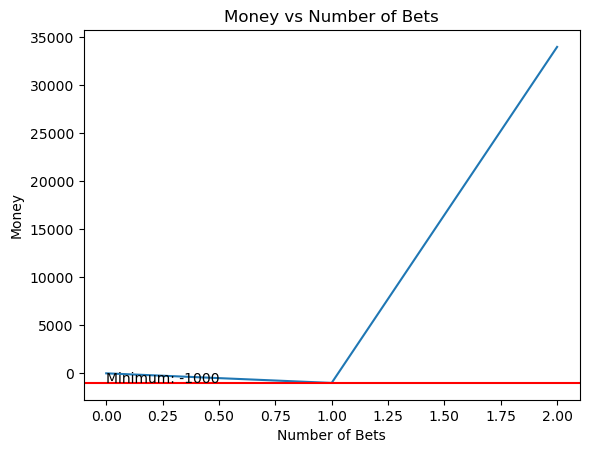 Money vs Number of Bets
35000
30000
25000
20000
15000
10000
5000
0
Money
Minimum: -1000
0.00 0.25 0.50 0.75 1.00 1.25 1.50 1.75 2.00
Number of Bets